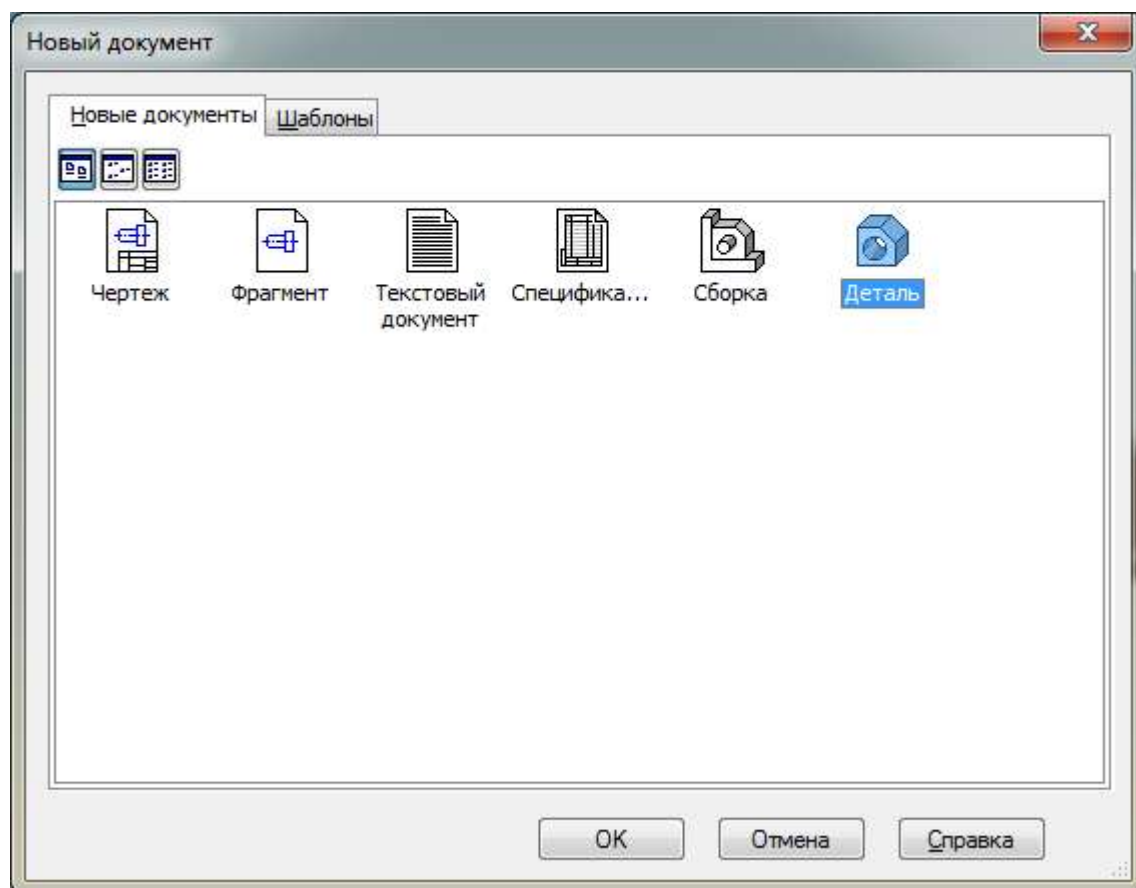 Новый документ
Новые документы Шаблоны
Чертеж Фрагмент Текстовый документ Специфика... Сборка Деталь
OK Отмена Справка